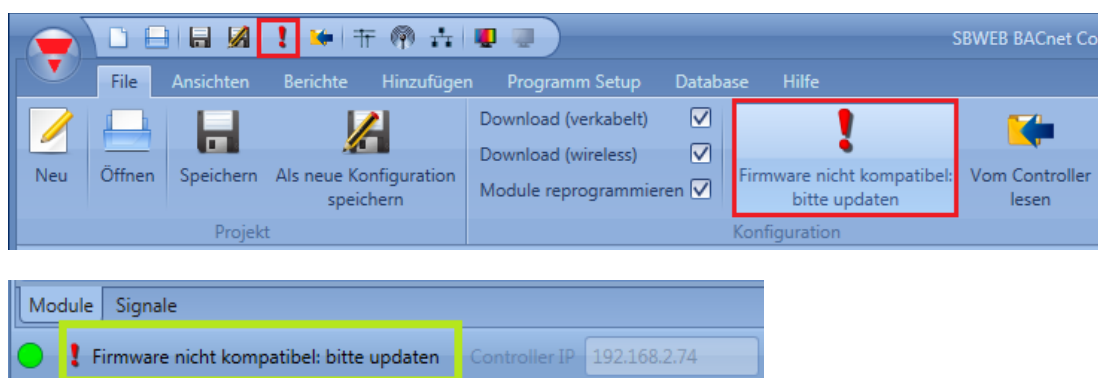 SBWEB BACnet Co
File Ansichten Berichte Hinzufügen Programm Setup Database Hilfe
Neu
Öffnen
Speichern
Als neue Konfiguration
speichern
Projekt
Download (verkabelt)
Download (wireless)
Module reprogrammieren
Firmware nicht kompatibel:
bitte updaten
Vom Controller
lesen
Konfiguration
Module Signale
Firmware nicht kompatibel: bitte updaten Controller IP 192.168.2.74